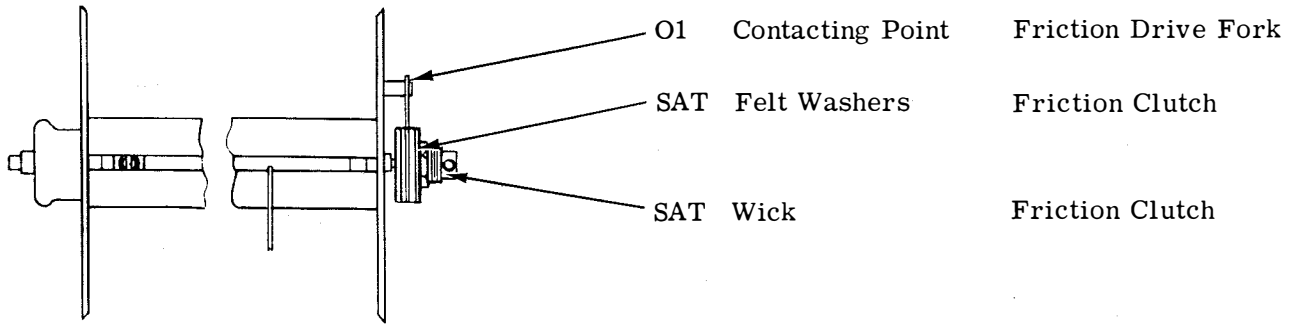 O1 Contacting Point Friction Drive Fork
SAT Felt Washers Friction Clutch
SAT Wick Friction Clutch